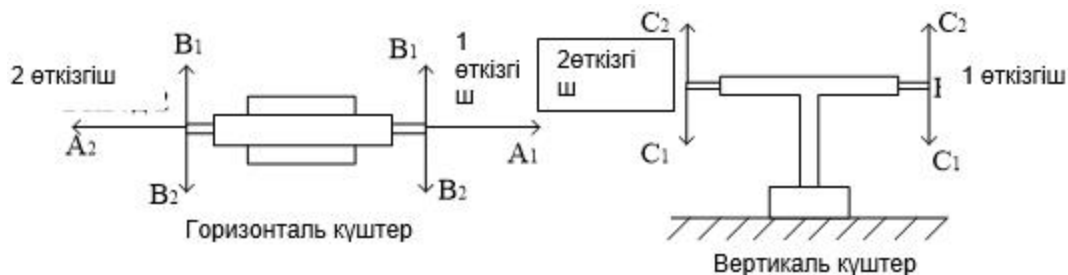 2 өткізгіш
B1
B1
1
өткізгі
ш
A2
A1
B2
B2
Горизонталь күштер
2өткізгі
ш
C2
C2
1 өткізгіш
C1
C1
Вертикаль күштер